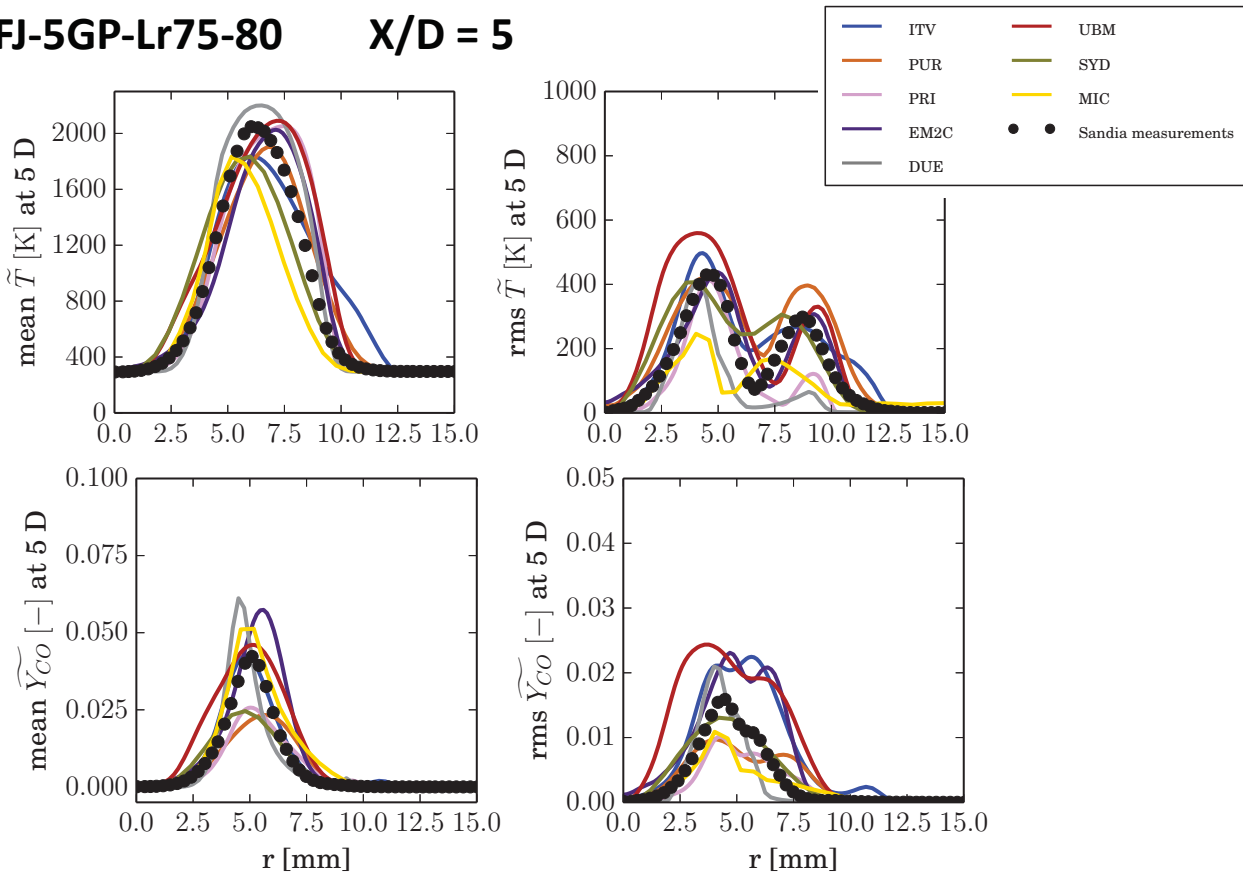 FJ-5GP-Lr75-80 X/D = 5
ITV
PUR
PRI
EM2C
DUE
UBM
SYD
MIC
Sandia measurements
mean T̃ [K] at 5 D
2000
1600
1200
800
400
0
0.0 2.5 5.0 7.5 10.0 12.5 15.0
rms T̃ [K] at 5 D
1000
800
600
400
200
0
0.0 2.5 5.0 7.5 10.0 12.5 15.0
mean ỸCO [−] at 5 D
0.100
0.075
0.050
0.025
0.000
0.0 2.5 5.0 7.5 10.0 12.5 15.0
r [mm]
rms ỸCO [−] at 5 D
0.05
0.04
0.03
0.02
0.01
0.00
0.0 2.5 5.0 7.5 10.0 12.5 15.0
r [mm]